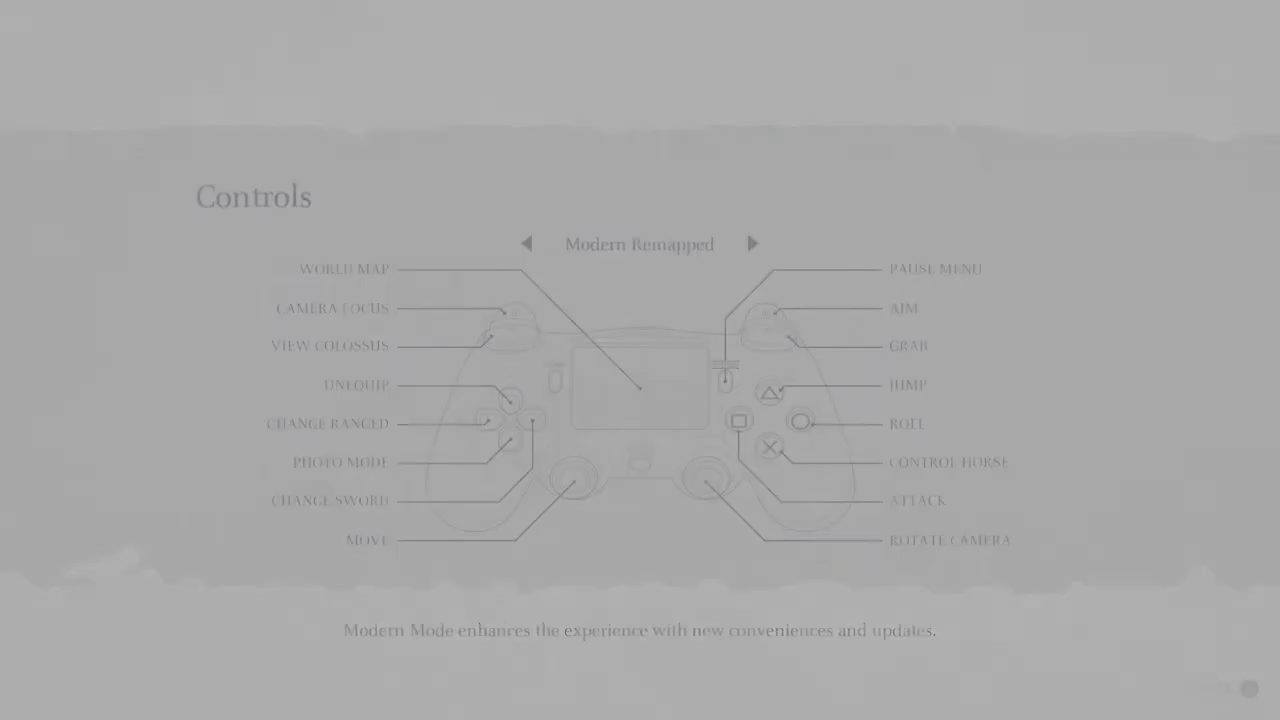 Controls
Modern Remapped
WORLD MAP
PAUSE MENU
CAMERA FOCUS
AIM
VIEW COLOSSUS
GRAB
UNEQUIP
JUMP
CHANGE RANGED
ROLL
PHOTO MODE
CONTROL HORSE
CHANGE SWORD
ATTACK
MOVE
ROTATE CAMERA
Modern Mode enhances the experience with new conveniences and updates.